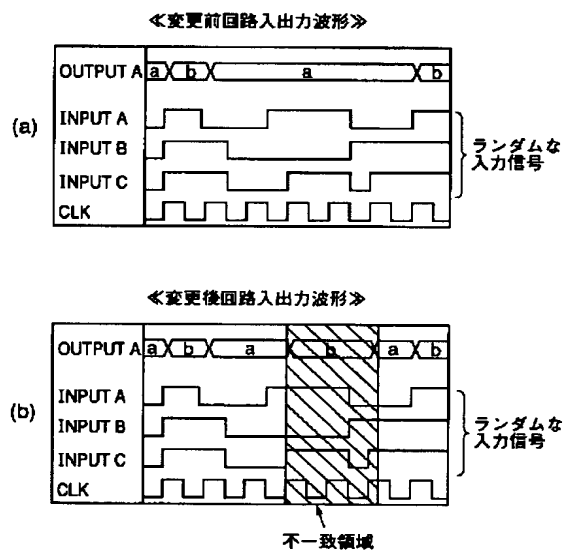 ≪変更前回路入出力波形≫
(a)
OUTPUT A a b a b
INPUT A
INPUT B
INPUT C
CLK
ランダムな
入力信号
≪変更後回路入出力波形≫
(b)
OUTPUT A a b a b a b
INPUT A
INPUT B
INPUT C
CLK
ランダムな
入力信号
不一致領域